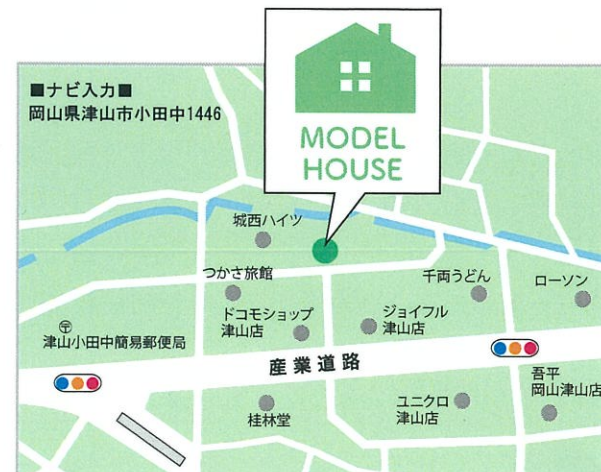 ■ナビ入力■
岡山県津山市小田中1446
MODEL
HOUSE
城西ハイツ
つかさ旅館
千両うどん
ローソン
ドコモショップ
津山店
ジョイフル
津山店
〒
津山小田中簡易郵便局
産業道路
吾平
岡山津山店
ユニクロ
津山店
桂林堂